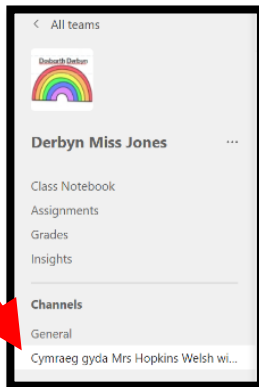 < All teams
Dosbarth Derbyn
Derbyn Miss Jones ...
Class Notebook
Assignments
Grades
Insights
Channels
General
Cymraeg gyda Mrs Hopkins Welsh wi...